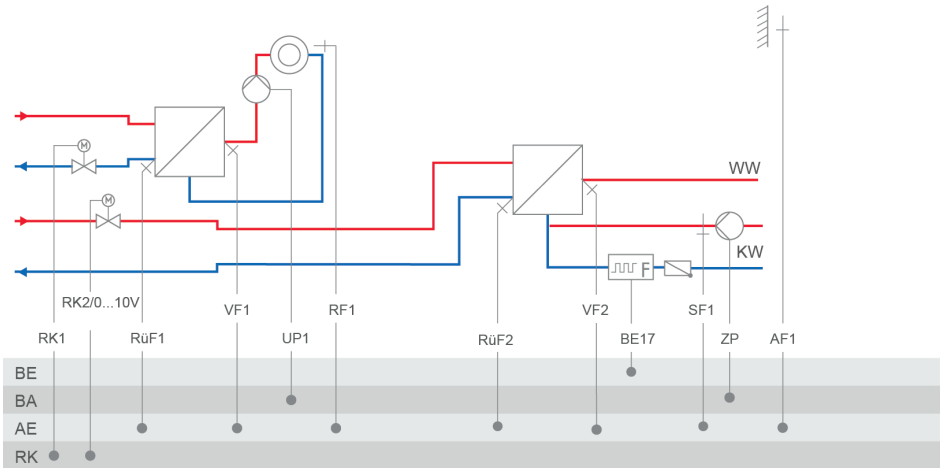 M
WW
M
F
KW
RK2/0...10V
VF1
RF1
VF2
SF1
RK1
RüF1
UP1
RüF2
BE17
ZP
AF1
BE
BA
AE
RK